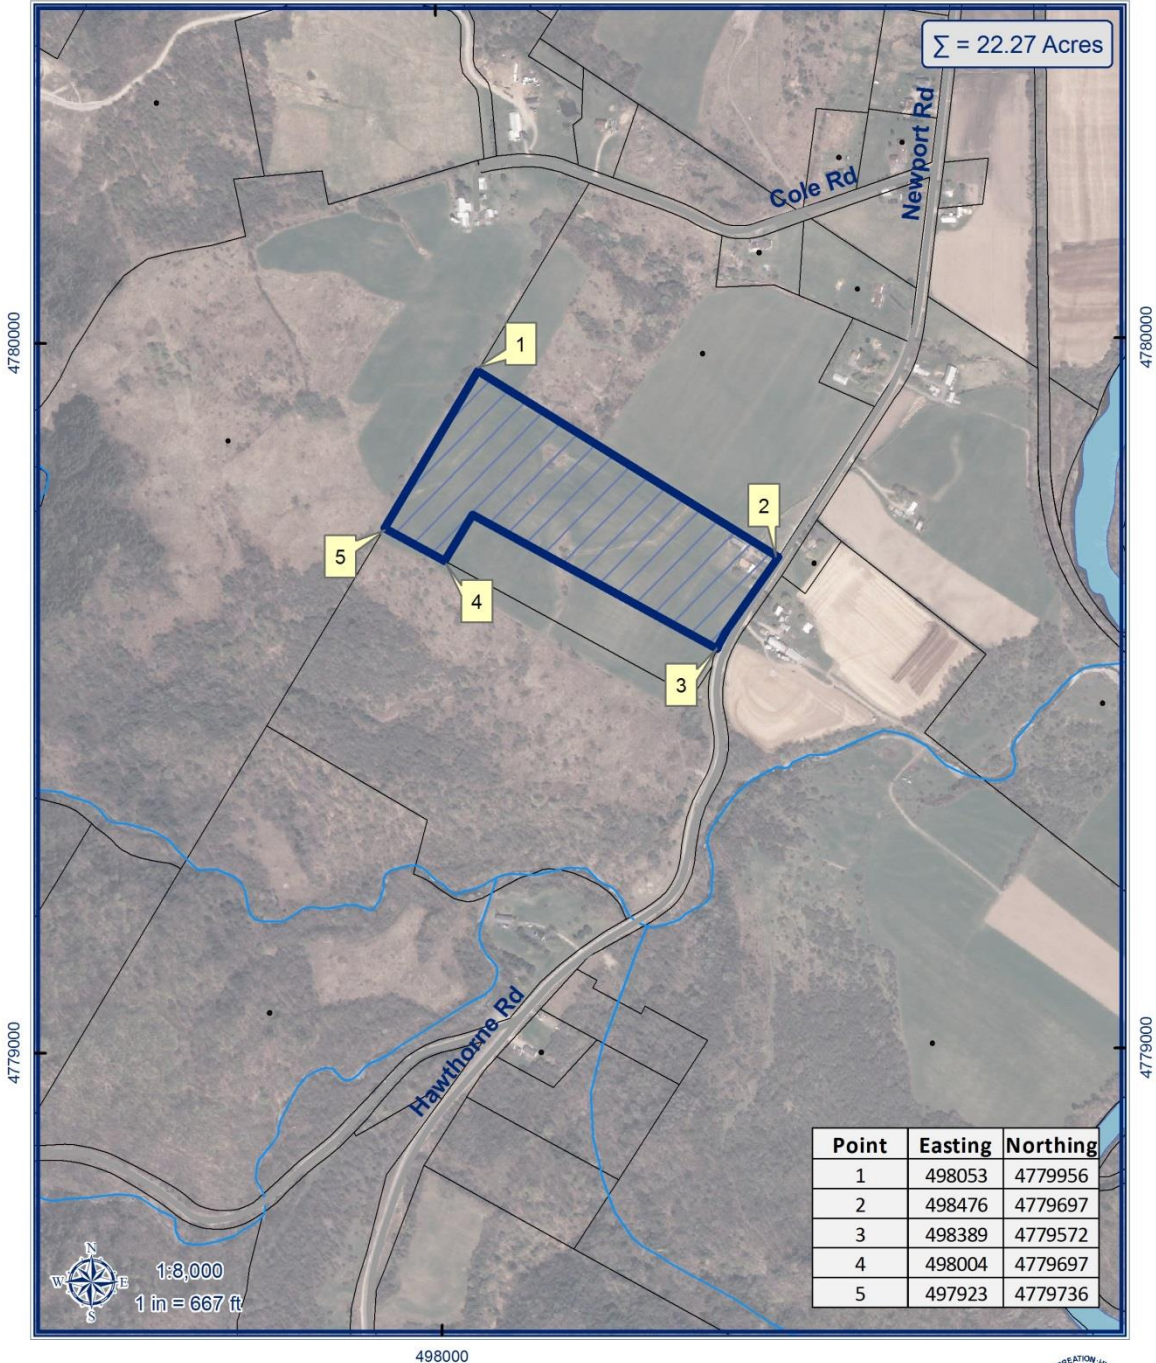 ∑ = 22.27 Acres
Newport Rd
Cole Rd
4780000
4780000
1
2
5
4
3
Hawthorne Rd
4779000
4779000
Point Easting Northing
1 498053 4779956
2 498476 4779697
3 498389 4779572
4 498004 4779697
5 497923 4779736
N
W E
S
1:8,000
1 in = 667 ft
498000